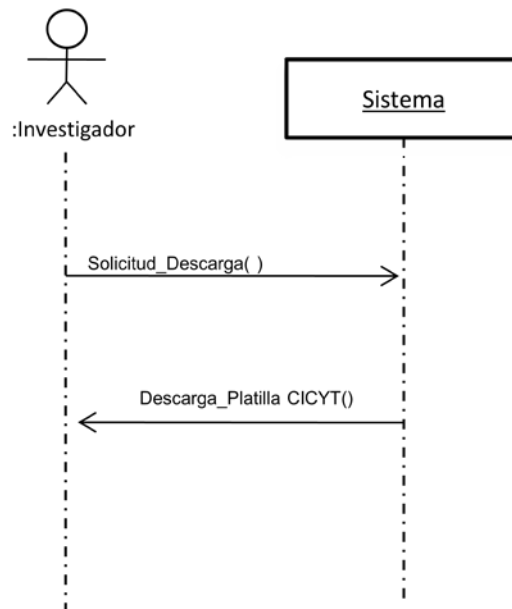 Sistema
:Investigador
Solicitud_Descarga( )
Descarga_Platilla CICYT()